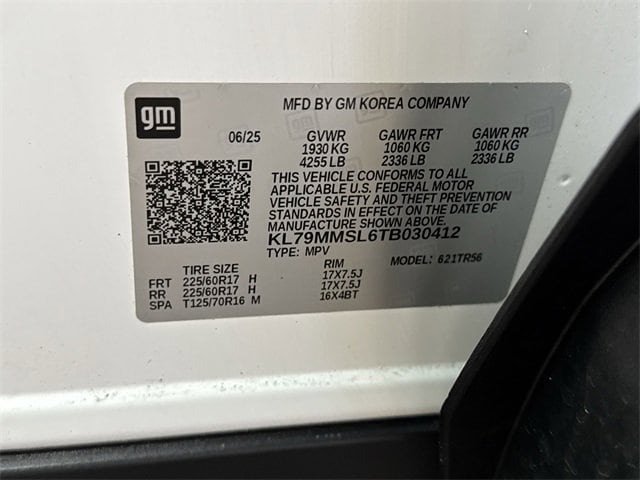 gm
MFD BY GM KOREA COMPANY
06/25 GVWR GAWR FRT GAWR RR
1930 KG 1060 KG 1060 KG
4255 LB 2336 LB 2336 LB
THIS VEHICLE CONFORMS TO ALL
APPLICABLE U.S. FEDERAL MOTOR
VEHICLE SAFETY AND THEFT PREVENTION
STANDARDS IN EFFECT ON THE DATE OF
MANUFACTURE SHOWN ABOVE.
KL79MMSL6TB030412
TYPE: MPV MODEL: 621TR56
TIRE SIZE RIM
FRT 225/60R17 H 17X7.5J
RR 225/60R17 H 17X7.5J
SPA T125/70R16 M 16X4BT